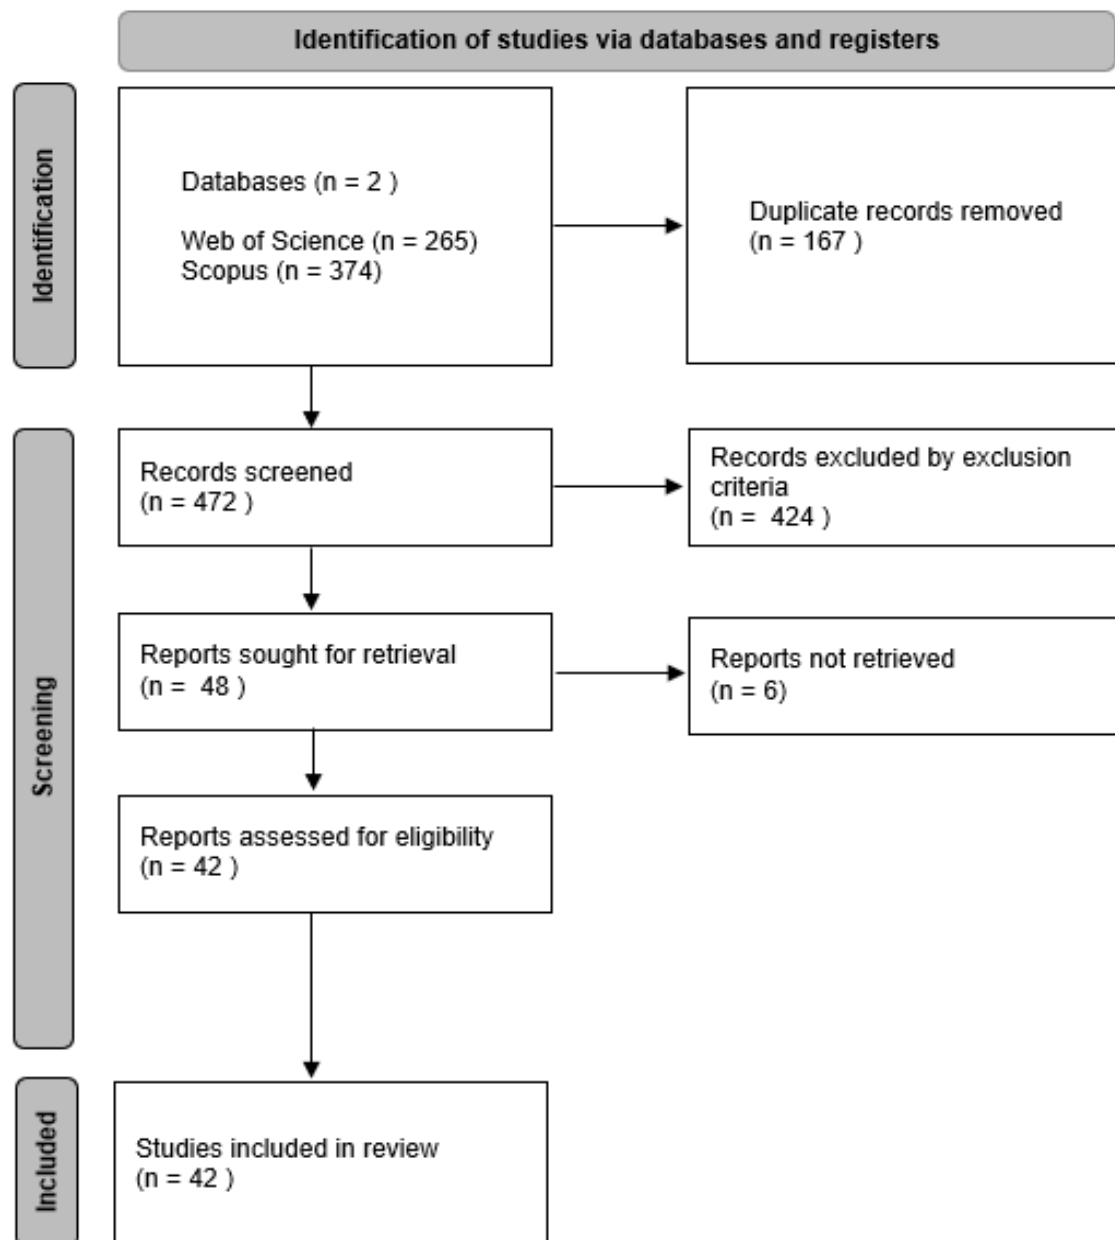 Identification of studies via databases and registers
Identification
Databases (n = 2 )
Web of Science (n = 265)
Scopus (n = 374)
Duplicate records removed
(n = 167 )
Screening
Records screened
(n = 472 )
Records excluded by exclusion
criteria
(n =  424 )
Reports sought for retrieval
(n =  48 )
Reports not retrieved
(n = 6)
Reports assessed for eligibility
(n = 42 )
Included
Studies included in review
(n = 42 )